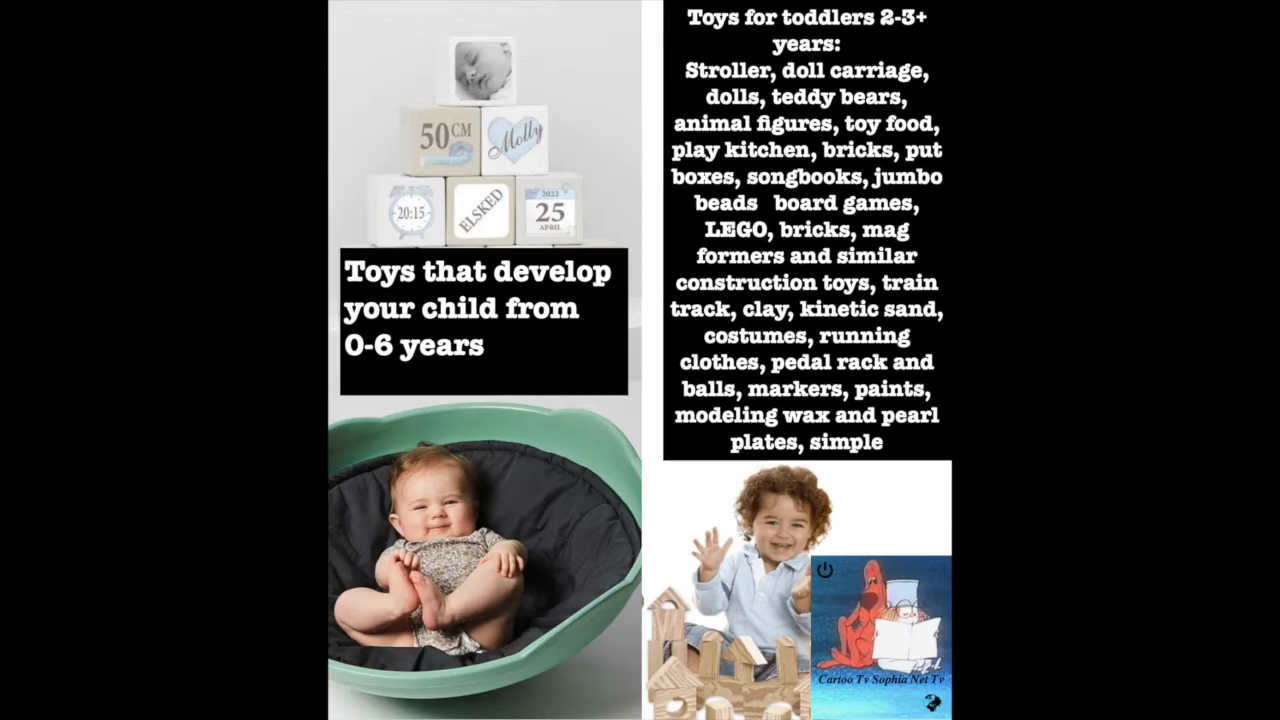 50CM
Molly
20:15
ELSKED
2022
25
APRIL
Toys that develop
your child from
0-6 years
Toys for toddlers 2-3+
years:
Stroller, doll carriage,
dolls, teddy bears,
animal figures, toy food,
play kitchen, bricks, put
boxes, songbooks, jumbo
beads board games,
LEGO, bricks, mag
formers and similar
construction toys, train
track, clay, kinetic sand,
costumes, running
clothes, pedal rack and
balls, markers, paints,
modeling wax and pearl
plates, simple
Cartoo Tv Sophia Net Tv